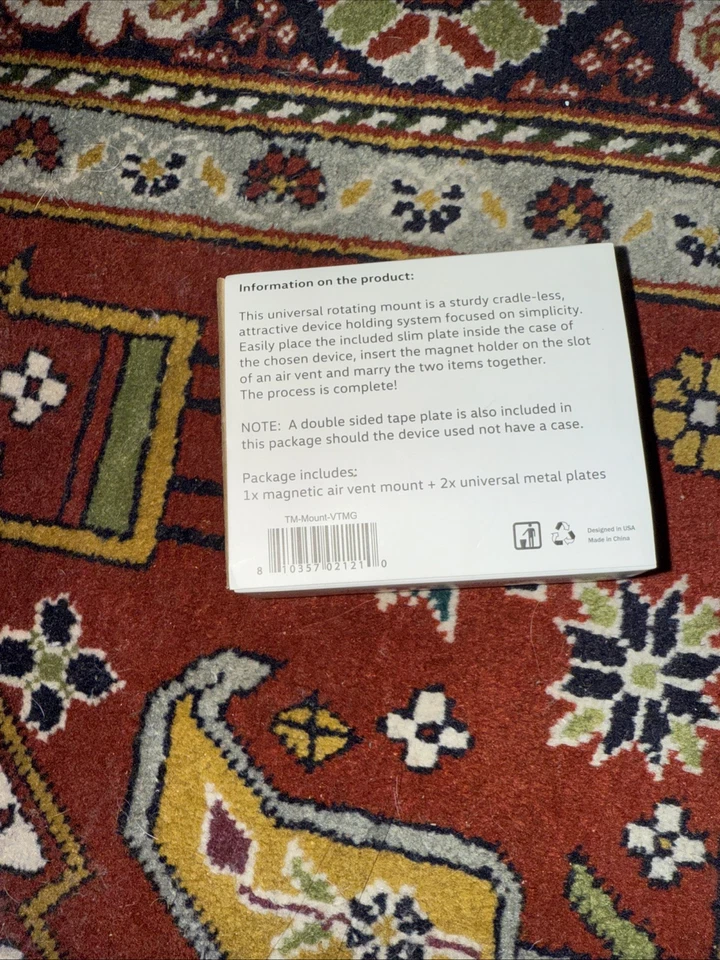 Information on the product:
This universal rotating mount is a sturdy cradle-less,
attractive device holding system focused on simplicity.
Easily place the included slim plate inside the case of
the chosen device, insert the magnet holder on the slot
of an air vent and marry the two items together.
The process is complete!
NOTE: A double sided tape plate is also included in
this package should the device used not have a case.
Package includes:
1x magnetic air vent mount + 2x universal metal plates
TM-Mount-VTMG
8 10357 02121 0
Designed in USA
Made in China